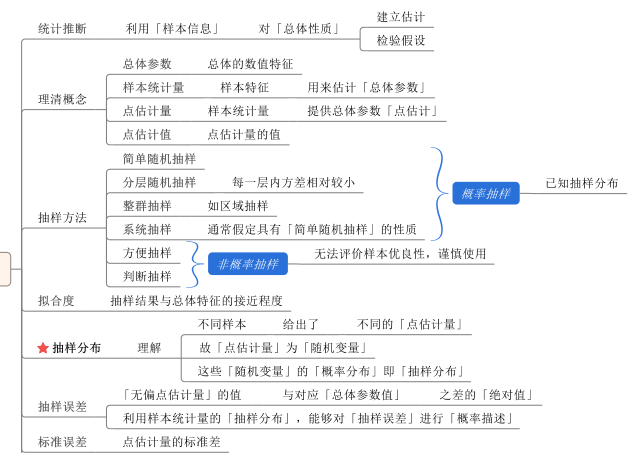 统计推断 利用「样本信息」 对「总体性质」 建立估计
检验假设
理清概念
总体参数 总体的数值特征
样本统计量 样本特征 用来估计「总体参数」
点估计量 样本统计量 提供总体参数「点估计」
点估计值 点估计量的值
抽样方法
简单随机抽样
分层随机抽样 每一层内方差相对较小
整群抽样 如区域抽样
系统抽样 通常假定具有「简单随机抽样」的性质
概率抽样 已知抽样分布
方便抽样
判断抽样
非概率抽样 无法评价样本优良性，谨慎使用
拟合度 抽样结果与总体特征的接近程度
抽样分布 理解
不同样本 给出了 不同的「点估计量」
故「点估计量」为「随机变量」
这些「随机变量」的「概率分布」即「抽样分布」
抽样误差
「无偏点估计量」的值 与对应「总体参数值」 之差的「绝对值」
利用样本统计量的「抽样分布」，能够对「抽样误差」进行「概率描述」
标准误差 点估计量的标准差